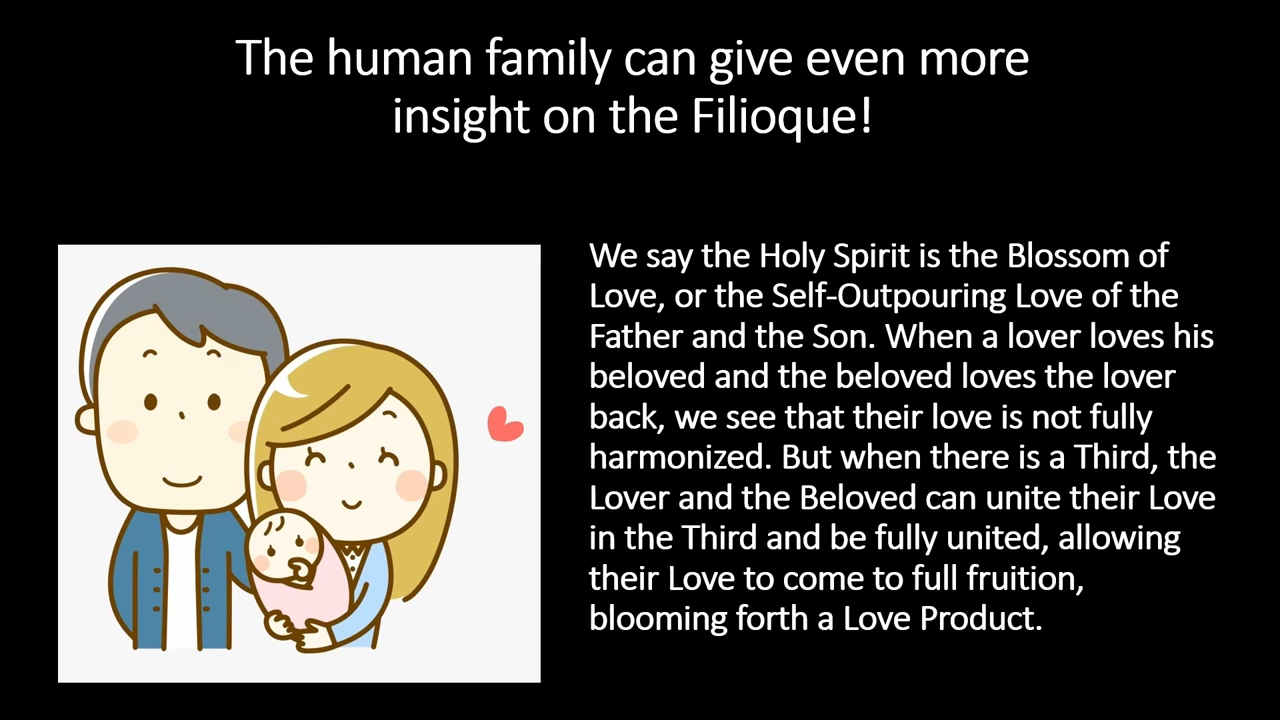 The human family can give even more
insight on the Filioque!
We say the Holy Spirit is the Blossom of
Love, or the Self-Outpouring Love of the
Father and the Son. When a lover loves his
beloved and the beloved loves the lover
back, we see that their love is not fully
harmonized. But when there is a Third, the
Lover and the Beloved can unite their Love
in the Third and be fully united, allowing
their Love to come to full fruition,
blooming forth a Love Product.